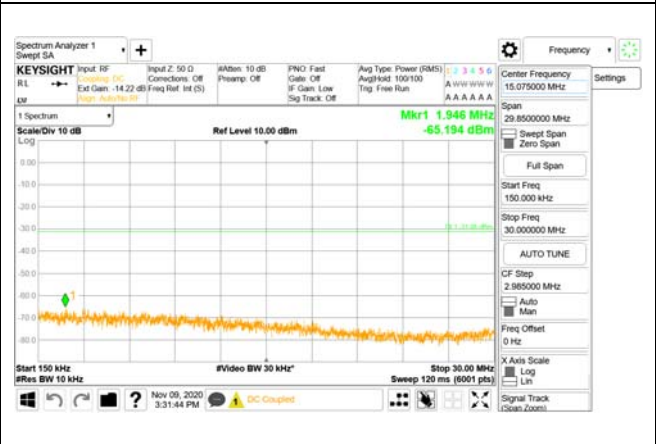 Spectrum Analyzer 1
Swept SA
Frequency
KEYSIGHT
RL
Input: RF
Coupling: DC
Ext Gain: -14.22 dB
Align: Auto/No RF
Input Z: 50 Ω
Corrections: Off
Freq Ref: Int (S)
#Atten: 10 dB
Preamp: Off
PNO: Fast
Gate: Off
IF Gain: Low
Sig Track: Off
Avg Type: Power (RMS)
Avg|Hold: 100/100
Trig: Free Run
1 2 3 4 5 6
A W W W W W
A A A A A A
1 Spectrum
Scale/Div 10 dB
Ref Level 10.00 dBm
Mkr1 1.946 MHz
-65.194 dBm
Log
0.00
-10.0
-20.0
-30.0
-40.0
-50.0
-60.0
-70.0
-80.0
1
Start 150 kHz
#Res BW 10 kHz
#Video BW 30 kHz*
Stop 30.00 MHz
Sweep 120 ms (6001 pts)
Nov 09, 2020
3:31:44 PM
DC Coupled
Center Frequency
15.075000 MHz
Settings
Span
29.8500000 MHz
Swept Span
Zero Span
Full Span
Start Freq
150.000 kHz
Stop Freq
30.000000 MHz
AUTO TUNE
CF Step
2.985000 MHz
Auto
Man
Freq Offset
0 Hz
X Axis Scale
Log
Lin
Signal Track
(Span Zoom)